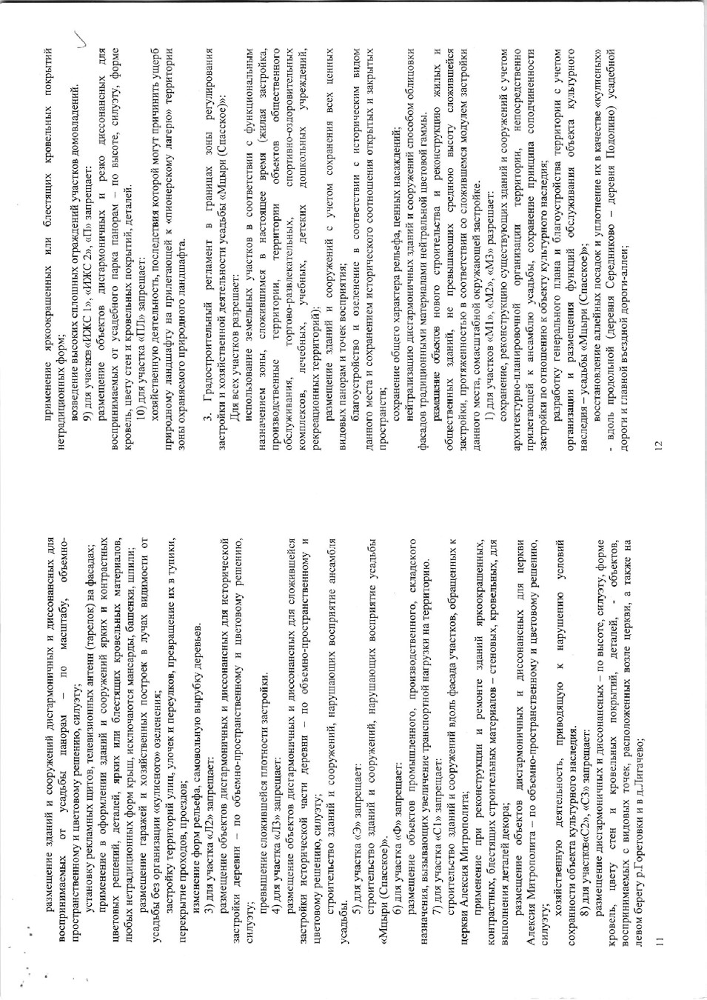 размещение зданий и сооружений дисгармоничных и диссонансных для
воспринимаемых от усадьбы панорам – по масштабу, объемно-
пространственному и цветовому решению, силуэту;
установку рекламных щитов, телевизионных антенн (тарелок) на фасадах;
применение в оформлении зданий и сооружений ярких и контрастных
цветовых решений, деталей, ярких или блестящих кровельных материалов,
любых нетрадиционных форм крыш, исключаются мансарды, башенки, шпили;
размещение гаражей и хозяйственных построек в лучах видимости от
усадьбы без организации «кулисного» озеленения;
застройку территорий улиц, улочек и переулков, превращение их в тупики,
перекрытие проходов, проездов;
изменение форм рельефа, самовольную вырубку деревьев.
3) для участка «Л2» запрещает:
размещение объектов дисгармоничных и диссонансных для исторической
застройки деревни – по объемно-пространственному и цветовому решению,
силуэту;
превышение сложившейся плотности застройки.
4) для участка «Л3» запрещает:
размещение объектов дисгармоничных и диссонансных для сложившейся
застройки исторической части деревни – по объемно-пространственному и
цветовому решению, силуэту;
строительство зданий и сооружений, нарушающих восприятие ансамбля
усадьбы.
5) для участка «Э» запрещает:
строительство зданий и сооружений, нарушающих восприятие усадьбы
«Мцыри (Спасское)».
6) для участка «Ф» запрещает:
размещение объектов промышленного, производственного, складского
назначения, вызывающих увеличение транспортной нагрузки на территорию.
7) для участка «С1» запрещает:
строительство зданий и сооружений вдоль фасада участков, обращенных к
церкви Алексия Митрополита;
применение при реконструкции и ремонте зданий яркоокрашенных,
контрастных, блестящих строительных материалов – стеновых, кровельных, для
выполнения деталей декора;
размещение объектов дисгармоничных и диссонансных для церкви
Алексия Митрополита – по объемно-пространственному и цветовому решению,
силуэту;
хозяйственную деятельность, приводящую к нарушению условий
сохранности объекта культурного наследия.
8) для участков«С2», «С3» запрещает:
размещение дисгармоничных и диссонансных – по высоте, силуэту, форме
кровель, цвету стен и кровельных покрытий, деталей, - объектов,
воспринимаемых с видовых точек, расположенных возле церкви, а также на
левом берегу р.Горетовки и в д.Лигачево;
11
применение яркоокрашенных или блестящих кровельных покрытий
нетрадиционных форм;
возведение высоких сплошных ограждений участков домовладений.
9) для участков «ИЖС 1», «ИЖС 2», «П» запрещает:
размещение объектов дисгармоничных и резко диссонансных для
воспринимаемых от усадебного парка панорам – по высоте, силуэту, форме
кровель, цвету стен и кровельных покрытий, деталей.
10) для участка «ПЛ» запрещает:
хозяйственную деятельность, последствия которой могут причинить ущерб
природному ландшафту на прилегающей к «пионерскому лагерю» территории
зоны охраняемого природного ландшафта.
3. Градостроительный регламент в границах зоны регулирования
застройки и хозяйственной деятельности усадьбы «Мцыри (Спасское)»:
Для всех участков разрешает:
использование земельных участков в соответствии с функциональным
назначением зоны, сложившимся в настоящее время (жилая застройка,
производственные территории, территории объектов общественного
обслуживания, торгово-развлекательных, спортивно-оздоровительных
комплексов, лечебных, учебных, детских дошкольных учреждений,
рекреационных территорий);
размещение зданий и сооружений с учетом сохранения всех ценных
видовых панорам и точек восприятия;
благоустройство и озеленение в соответствии с историческим видом
данного места и сохранением исторического соотношения открытых и закрытых
пространств;
сохранение общего характера рельефа, ценных насаждений;
нейтрализацию дисгармоничных зданий и сооружений способом облицовки
фасадов традиционными материалами нейтральной цветовой гаммы.
размещение объектов нового строительства и реконструкцию жилых и
общественных зданий, не превышающих среднюю высоту сложившейся
застройки, протяженностью в соответствии со сложившемся модулем застройки
данного места, сомасштабной окружающей застройке.
1) для участков «М1», «М2», «М3» разрешает:
сохранение, реконструкцию существующих зданий и сооружений с учетом
архитектурно-планировочной организации территории, непосредственно
прилегающей к ансамблю усадьбы, сохранение принципа соподчиненности
застройки по отношению к объекту культурного наследия;
разработку генерального плана и благоустройства территории с учетом
организации и размещения функций обслуживания объекта культурного
наследия – усадьбы «Мцыри (Спасское)»;
восстановление аллейных посадок и уплотнение их в качестве «кулисных»
- вдоль продольной (деревня Середниково – деревня Подолино) усадебной
дороги и главной въездной дороги-аллеи;
12